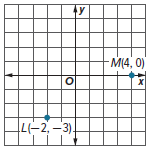 y
M(4, 0)
O
x
L(−2, −3)